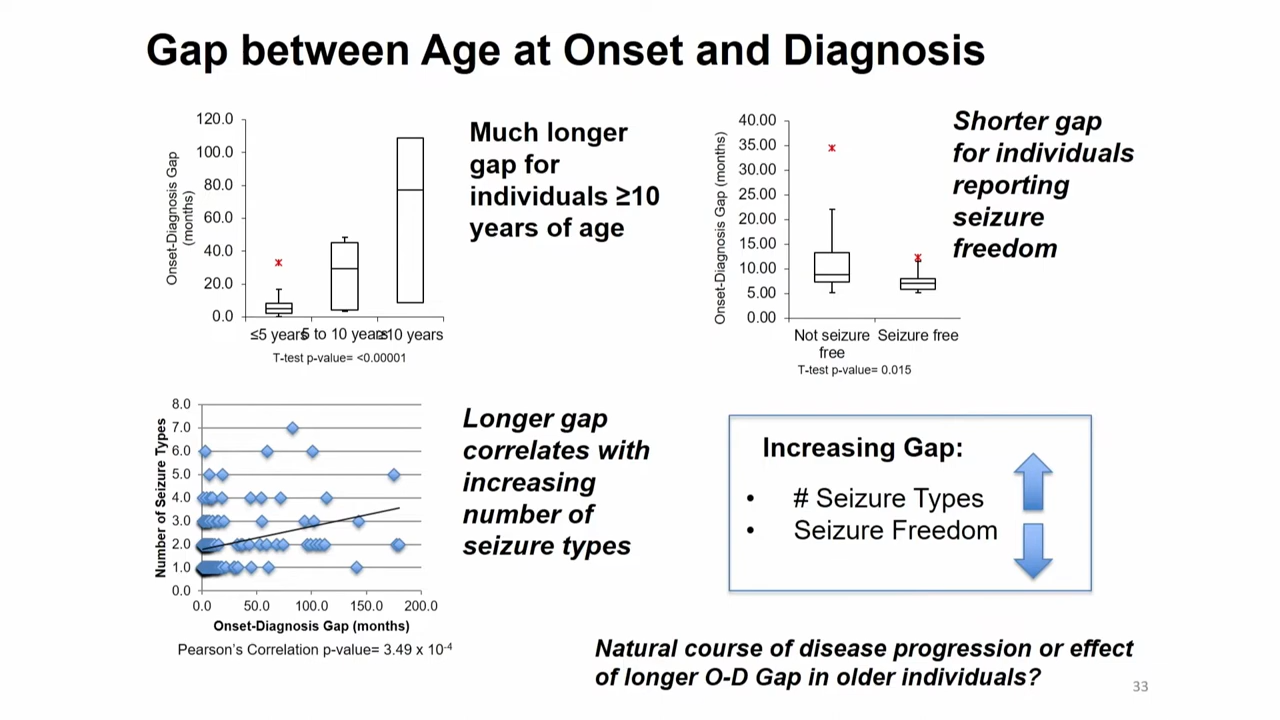 Gap between Age at Onset and Diagnosis
Onset-Diagnosis Gap
(months)
120.0
100.0
80.0
60.0
40.0
20.0
0.0
≤5 years
5 to 10 years
≥10 years
T-test p-value= <0.00001
Much longer
gap for
individuals ≥10
years of age
Onset-Diagnosis Gap (months)
40.00
35.00
30.00
25.00
20.00
15.00
10.00
5.00
0.00
Not seizure
free
Seizure free
T-test p-value= 0.015
Shorter gap
for individuals
reporting
seizure
freedom
Number of Seizure Types
8.0
7.0
6.0
5.0
4.0
3.0
2.0
1.0
0.0
0.0 50.0 100.0 150.0 200.0
Onset-Diagnosis Gap (months)
Pearson's Correlation p-value= 3.49 x 10⁻⁴
Longer gap
correlates with
increasing
number of
seizure types
Increasing Gap:
• # Seizure Types
• Seizure Freedom
Natural course of disease progression or effect
of longer O-D Gap in older individuals?
33